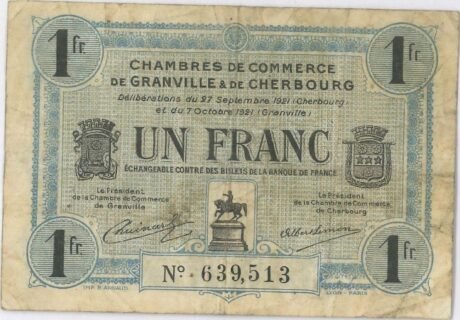 1 fr. 1 fr.
CHAMBRES DE COMMERCE
DE GRANVILLE & DE CHERBOURG
Délibérations du 27 Septembre 1921 (Cherbourg)
et du 7 Octobre 1921 (Granville)
UN FRANC
ÉCHANGEABLE CONTRE DES BILLETS DE LA BANQUE DE FRANCE
Le Président
de la Chambre de Commerce
de Granville
Le Président
de la Chambre de Commerce
de Cherbourg
1 fr. 1 fr.
N° 639,513
LYON - PARIS